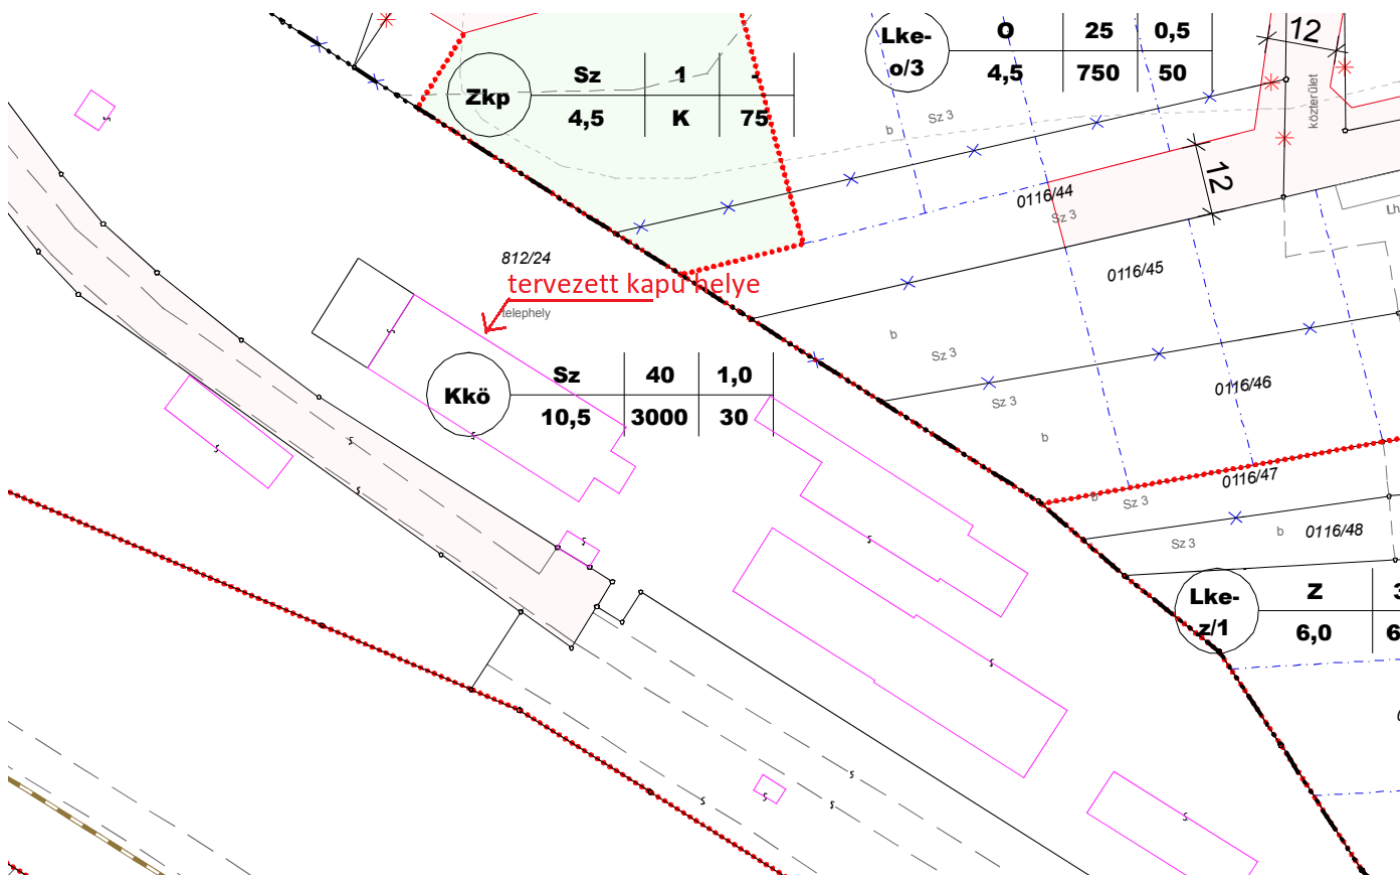 Lke-
o/3
O 25 0,5
4,5 750 50
12
közterület
Zkp
Sz 1 -
4,5 K 75
b
Sz 3
12
0116/44
Sz 3
Lh
812/24
tervezett kapu helye
telephely
0116/45
b
Sz 3
Kkö
Sz 40 1,0
10,5 3000 30
0116/46
Sz 3
b
0116/47
b
Sz 3
Sz 3
b
0116/48
Lke-
z/1
Z 3
6,0 6